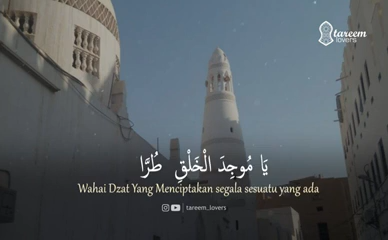 tareem
lovers
يَا مُوجِدَ الْخَلْقِ طُرًّا
Wahai Dzat Yang Menciptakan segala sesuatu yang ada
tareem_lovers